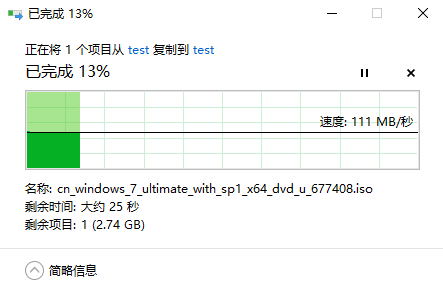 已完成 13%
正在将 1 个项目从 test 复制到 test
已完成 13%
速度: 111 MB/秒
名称: cn_windows_7_ultimate_with_sp1_x64_dvd_u_677408.iso
剩余时间: 大约 25 秒
剩余项目: 1 (2.74 GB)
简略信息